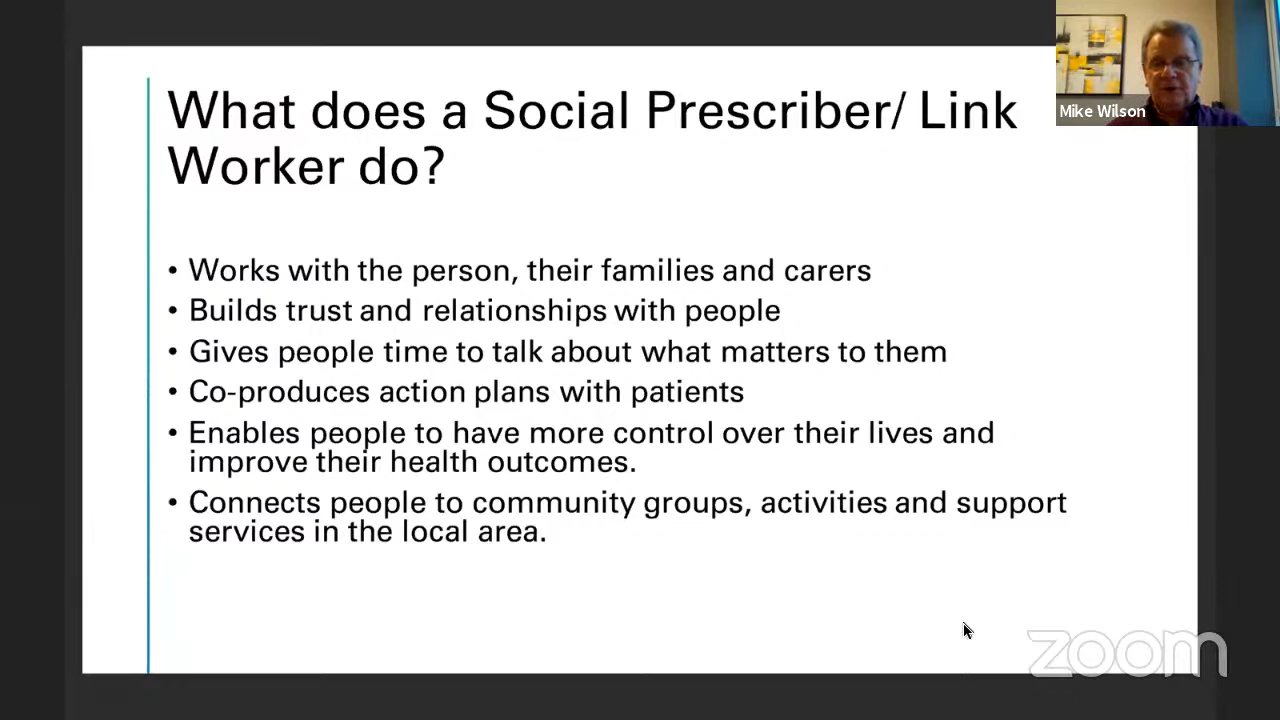 What does a Social Prescriber/ Link
Worker do?
Mike Wilson
• Works with the person, their families and carers
• Builds trust and relationships with people
• Gives people time to talk about what matters to them
• Co-produces action plans with patients
• Enables people to have more control over their lives and
improve their health outcomes.
• Connects people to community groups, activities and support
services in the local area.
zoom